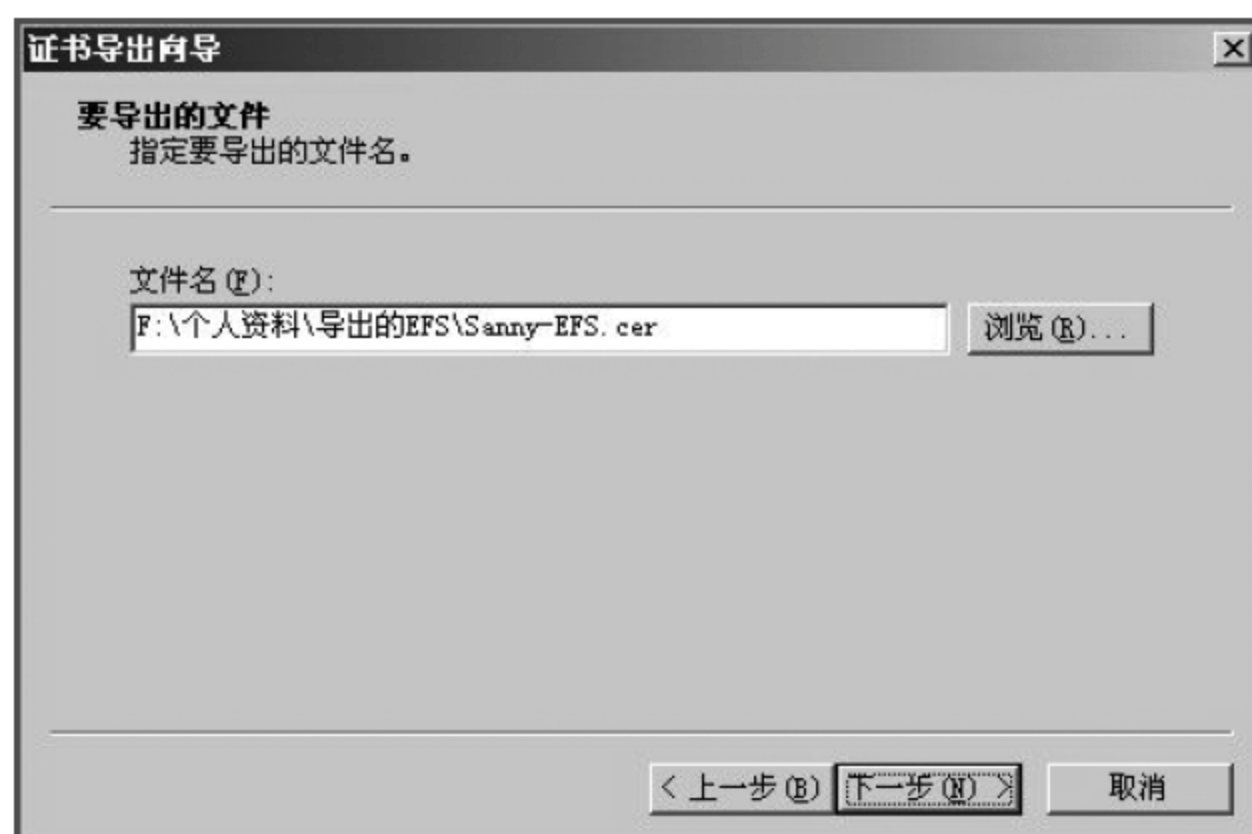 证书导出向导
要导出的文件
指定要导出的文件名。
文件名(F):
F:\个人资料\导出的EFS\Sanny-EFS.cer
浏览(R)...
<上一步(B) 下一步(N)> 取消